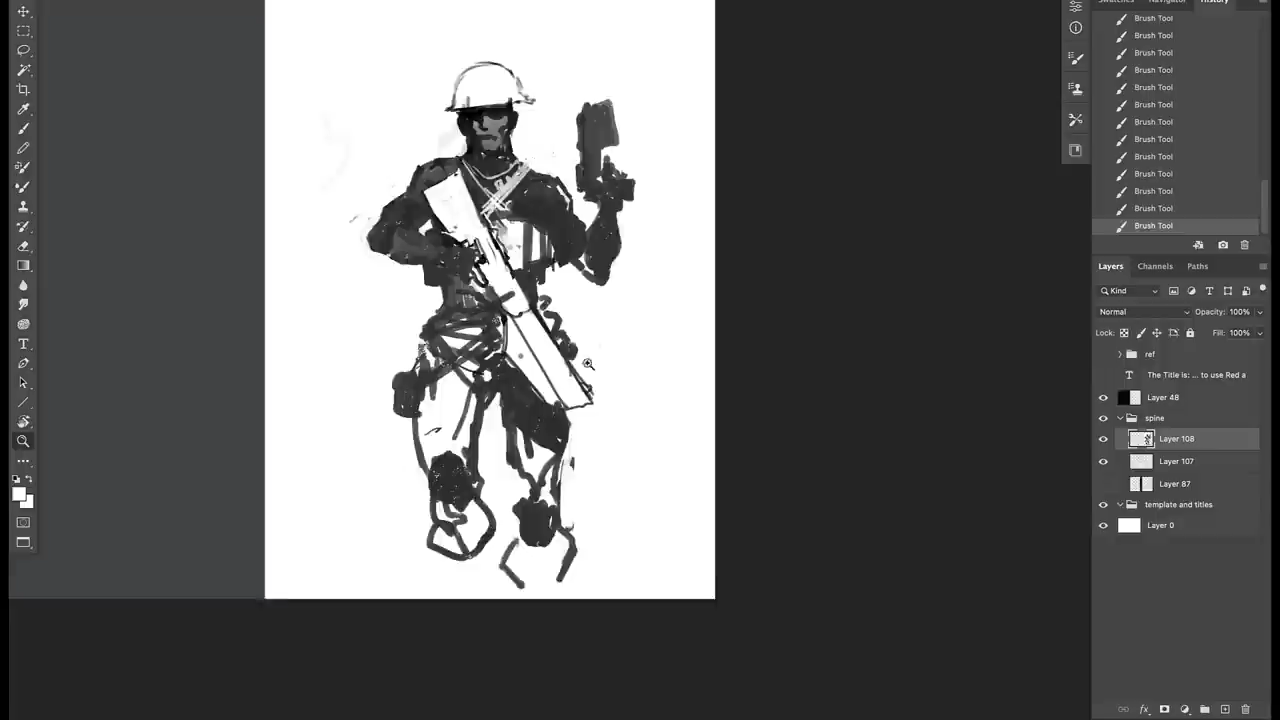 Swatches Navigator History
Brush Tool
Brush Tool
Brush Tool
Brush Tool
Brush Tool
Brush Tool
Brush Tool
Brush Tool
Brush Tool
Brush Tool
Brush Tool
Brush Tool
Brush Tool
Layers Channels Paths
Kind
Normal Opacity: 100%
Lock: Fill: 100%
ref
The Title is: ... to use Red a
Layer 48
spine
Layer 108
Layer 107
Layer 87
template and titles
Layer 0
fx